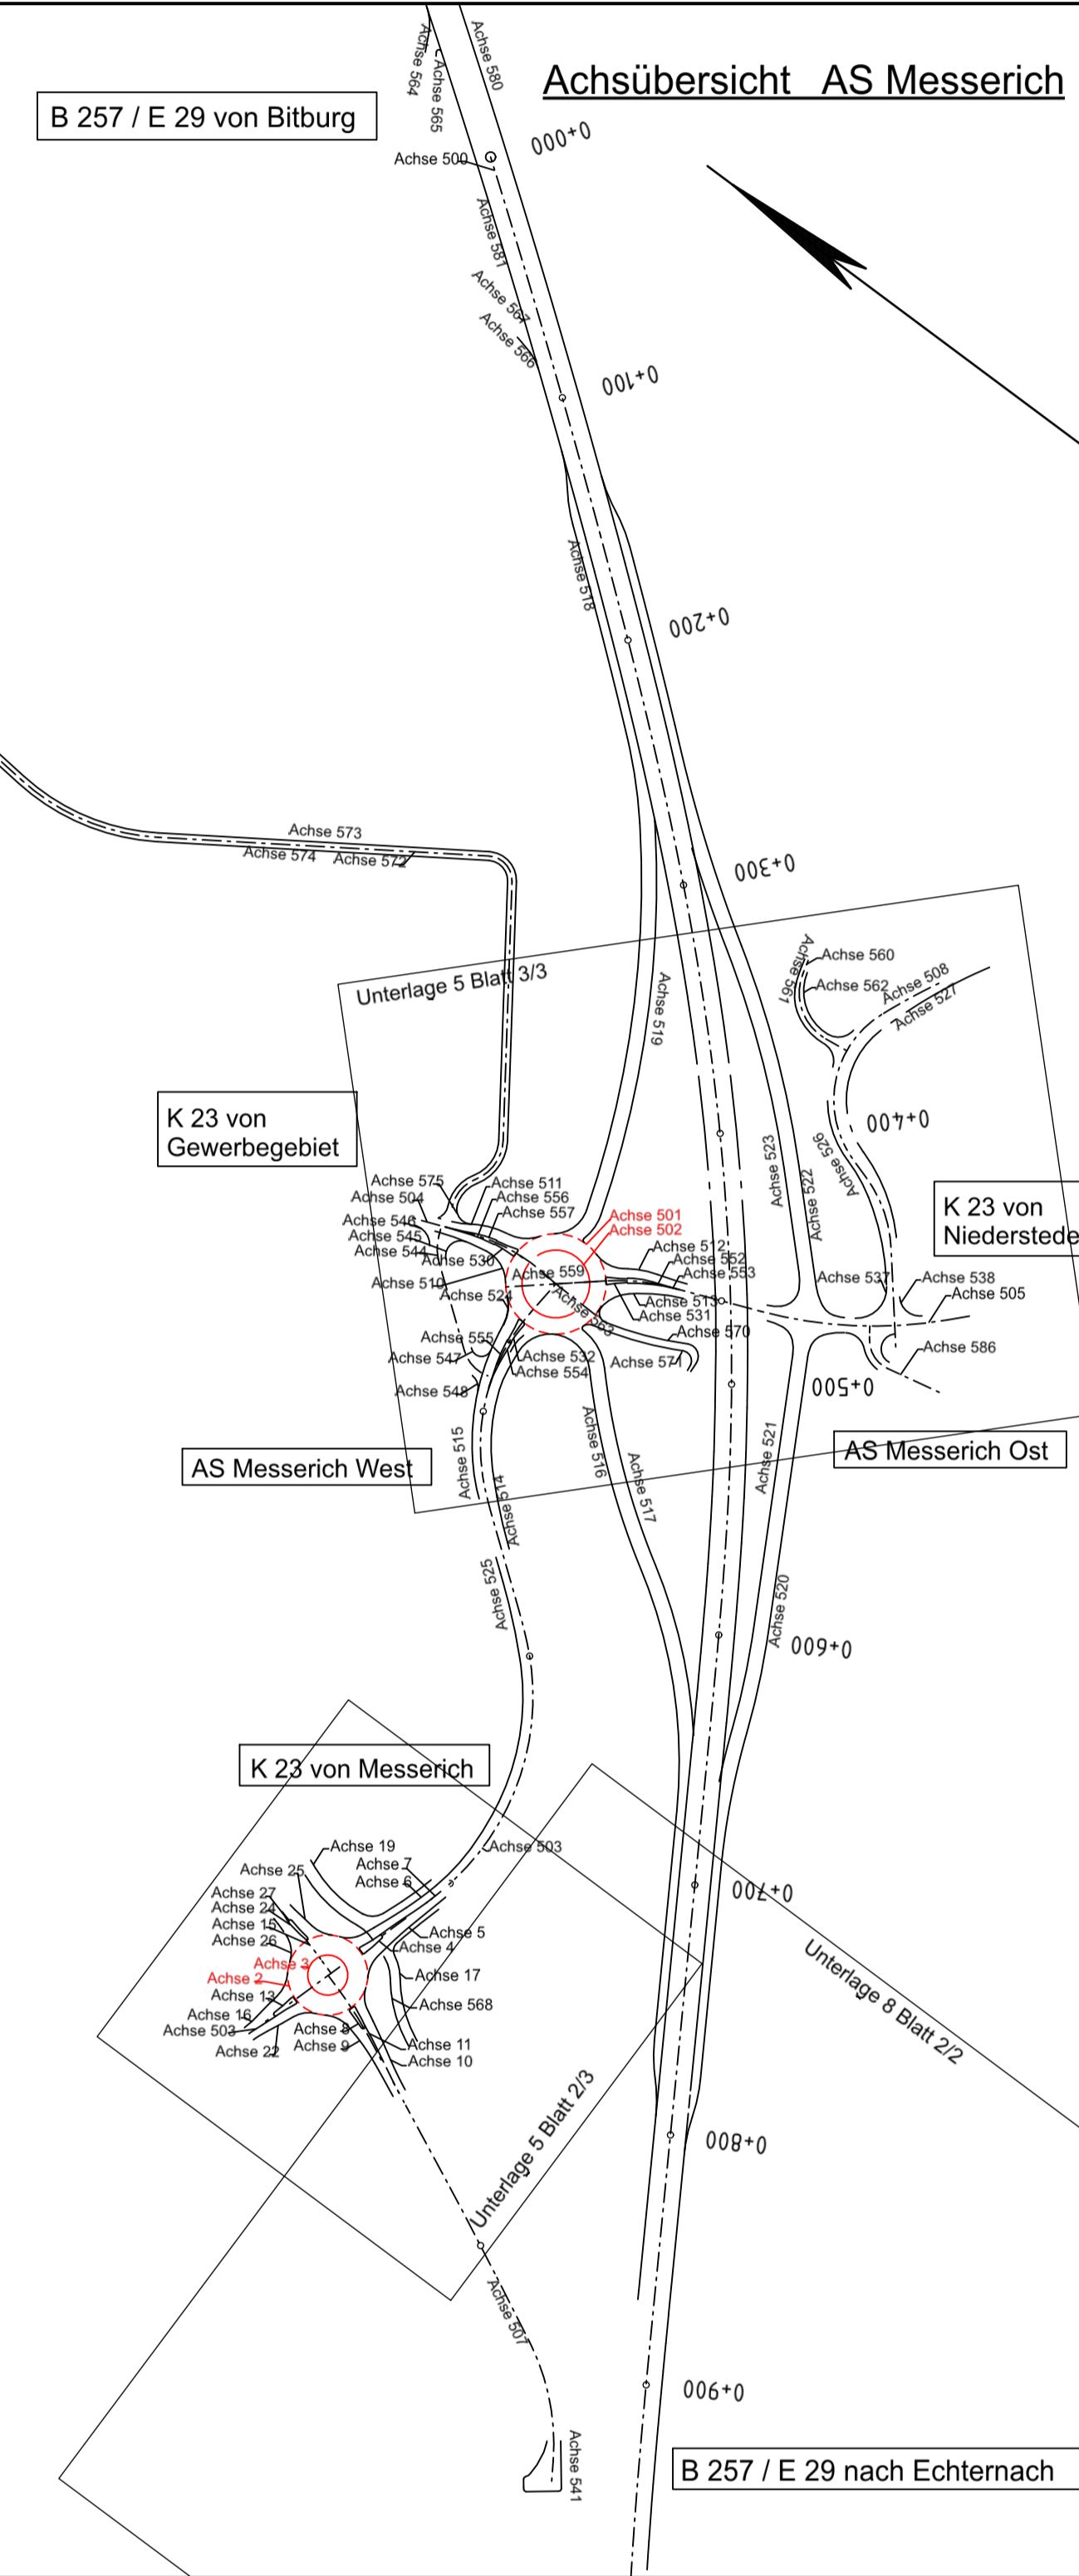 Achsübersicht AS Messerich
B 257 / E 29 von Bitburg
Achse 564
Achse 565
Achse 580
0+000
Achse 500
Achse 581
Achse 567
Achse 566
0+100
Achse 518
0+200
Achse 573
Achse 574
Achse 572
0+300
Unterlage 5 Blatt 3/3
Achse 519
Achse 560
Achse 561
Achse 562
Achse 508
Achse 527
K 23 von
Gewerbegebiet
0+400
Achse 526
Achse 523
Achse 522
K 23 von
Niederstede
Achse 575
Achse 504
Achse 511
Achse 556
Achse 557
Achse 546
Achse 545
Achse 544
Achse 530
Achse 501
Achse 502
Achse 512
Achse 552
Achse 553
Achse 559
Achse 510
Achse 524
Achse 563
Achse 513
Achse 531
Achse 570
Achse 571
Achse 537
Achse 538
Achse 505
Achse 586
Achse 555
Achse 547
Achse 532
Achse 554
Achse 548
0+500
AS Messerich West
AS Messerich Ost
Achse 515
Achse 514
Achse 516
Achse 517
Achse 521
Achse 525
Achse 520
0+600
K 23 von Messerich
Achse 503
Achse 19
Achse 7
Achse 6
Achse 25
Achse 27
Achse 24
Achse 15
Achse 26
Achse 5
Achse 4
Achse 3
Achse 2
Achse 17
Achse 13
Achse 568
Achse 16
Achse 503
Achse 22
Achse 8
Achse 9
Achse 11
Achse 10
0+700
Unterlage 8 Blatt 2/2
Unterlage 5 Blatt 2/3
0+800
Achse 507
0+900
Achse 541
B 257 / E 29 nach Echternach